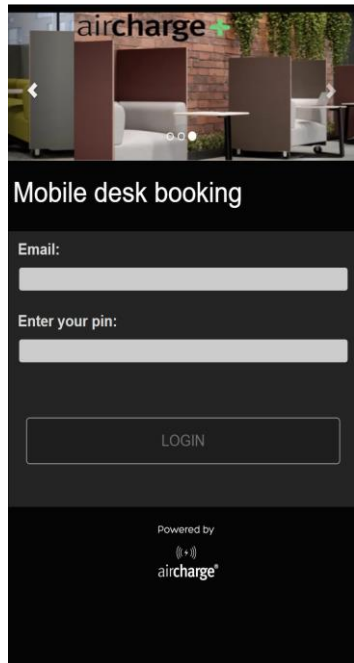 aircharge+
Mobile desk booking
Email:
Enter your pin:
LOGIN
Powered by
aircharge®